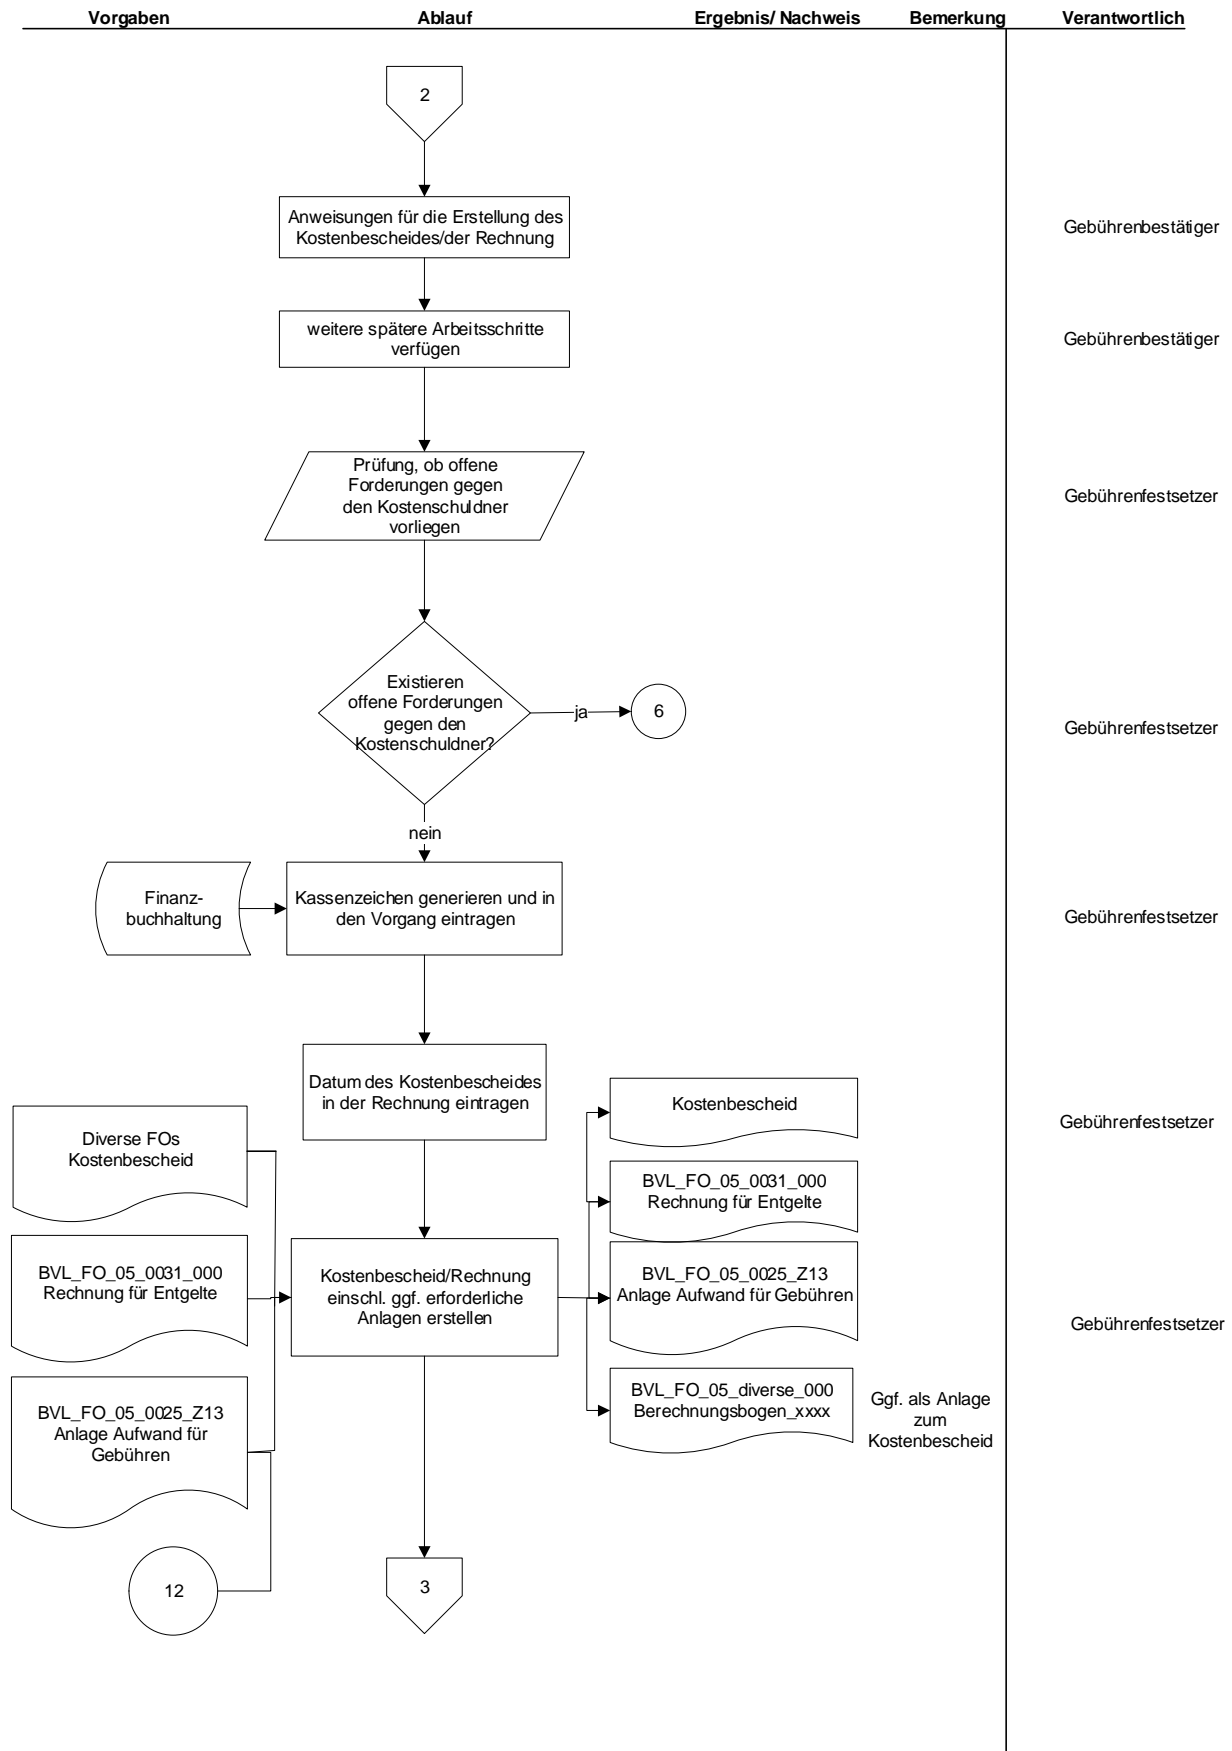 Vorgaben Ablauf Ergebnis/ Nachweis Bemerkung Verantwortlich
2
Anweisungen für die Erstellung des
Kostenbescheides/der Rechnung
Gebührenbestätiger
weitere spätere Arbeitsschritte
verfügen
Gebührenbestätiger
Prüfung, ob offene
Forderungen gegen
den Kostenschuldner
vorliegen
Gebührenfestsetzer
Existieren
offene Forderungen
gegen den
Kostenschuldner?
ja
6
Gebührenfestsetzer
nein
Finanz-
buchhaltung
Kassenzeichen generieren und in
den Vorgang eintragen
Gebührenfestsetzer
Datum des Kostenbescheides
in der Rechnung eintragen
Kostenbescheid
Gebührenfestsetzer
Diverse FOs
Kostenbescheid
BVL_FO_05_0031_000
Rechnung für Entgelte
BVL_FO_05_0031_000
Rechnung für Entgelte
Kostenbescheid/Rechnung
einschl. ggf. erforderliche
Anlagen erstellen
BVL_FO_05_0025_Z13
Anlage Aufwand für Gebühren
Gebührenfestsetzer
BVL_FO_05_0025_Z13
Anlage Aufwand für
Gebühren
BVL_FO_05_diverse_000
Berechnungsbogen_xxxx
Ggf. als Anlage
zum
Kostenbescheid
12
3